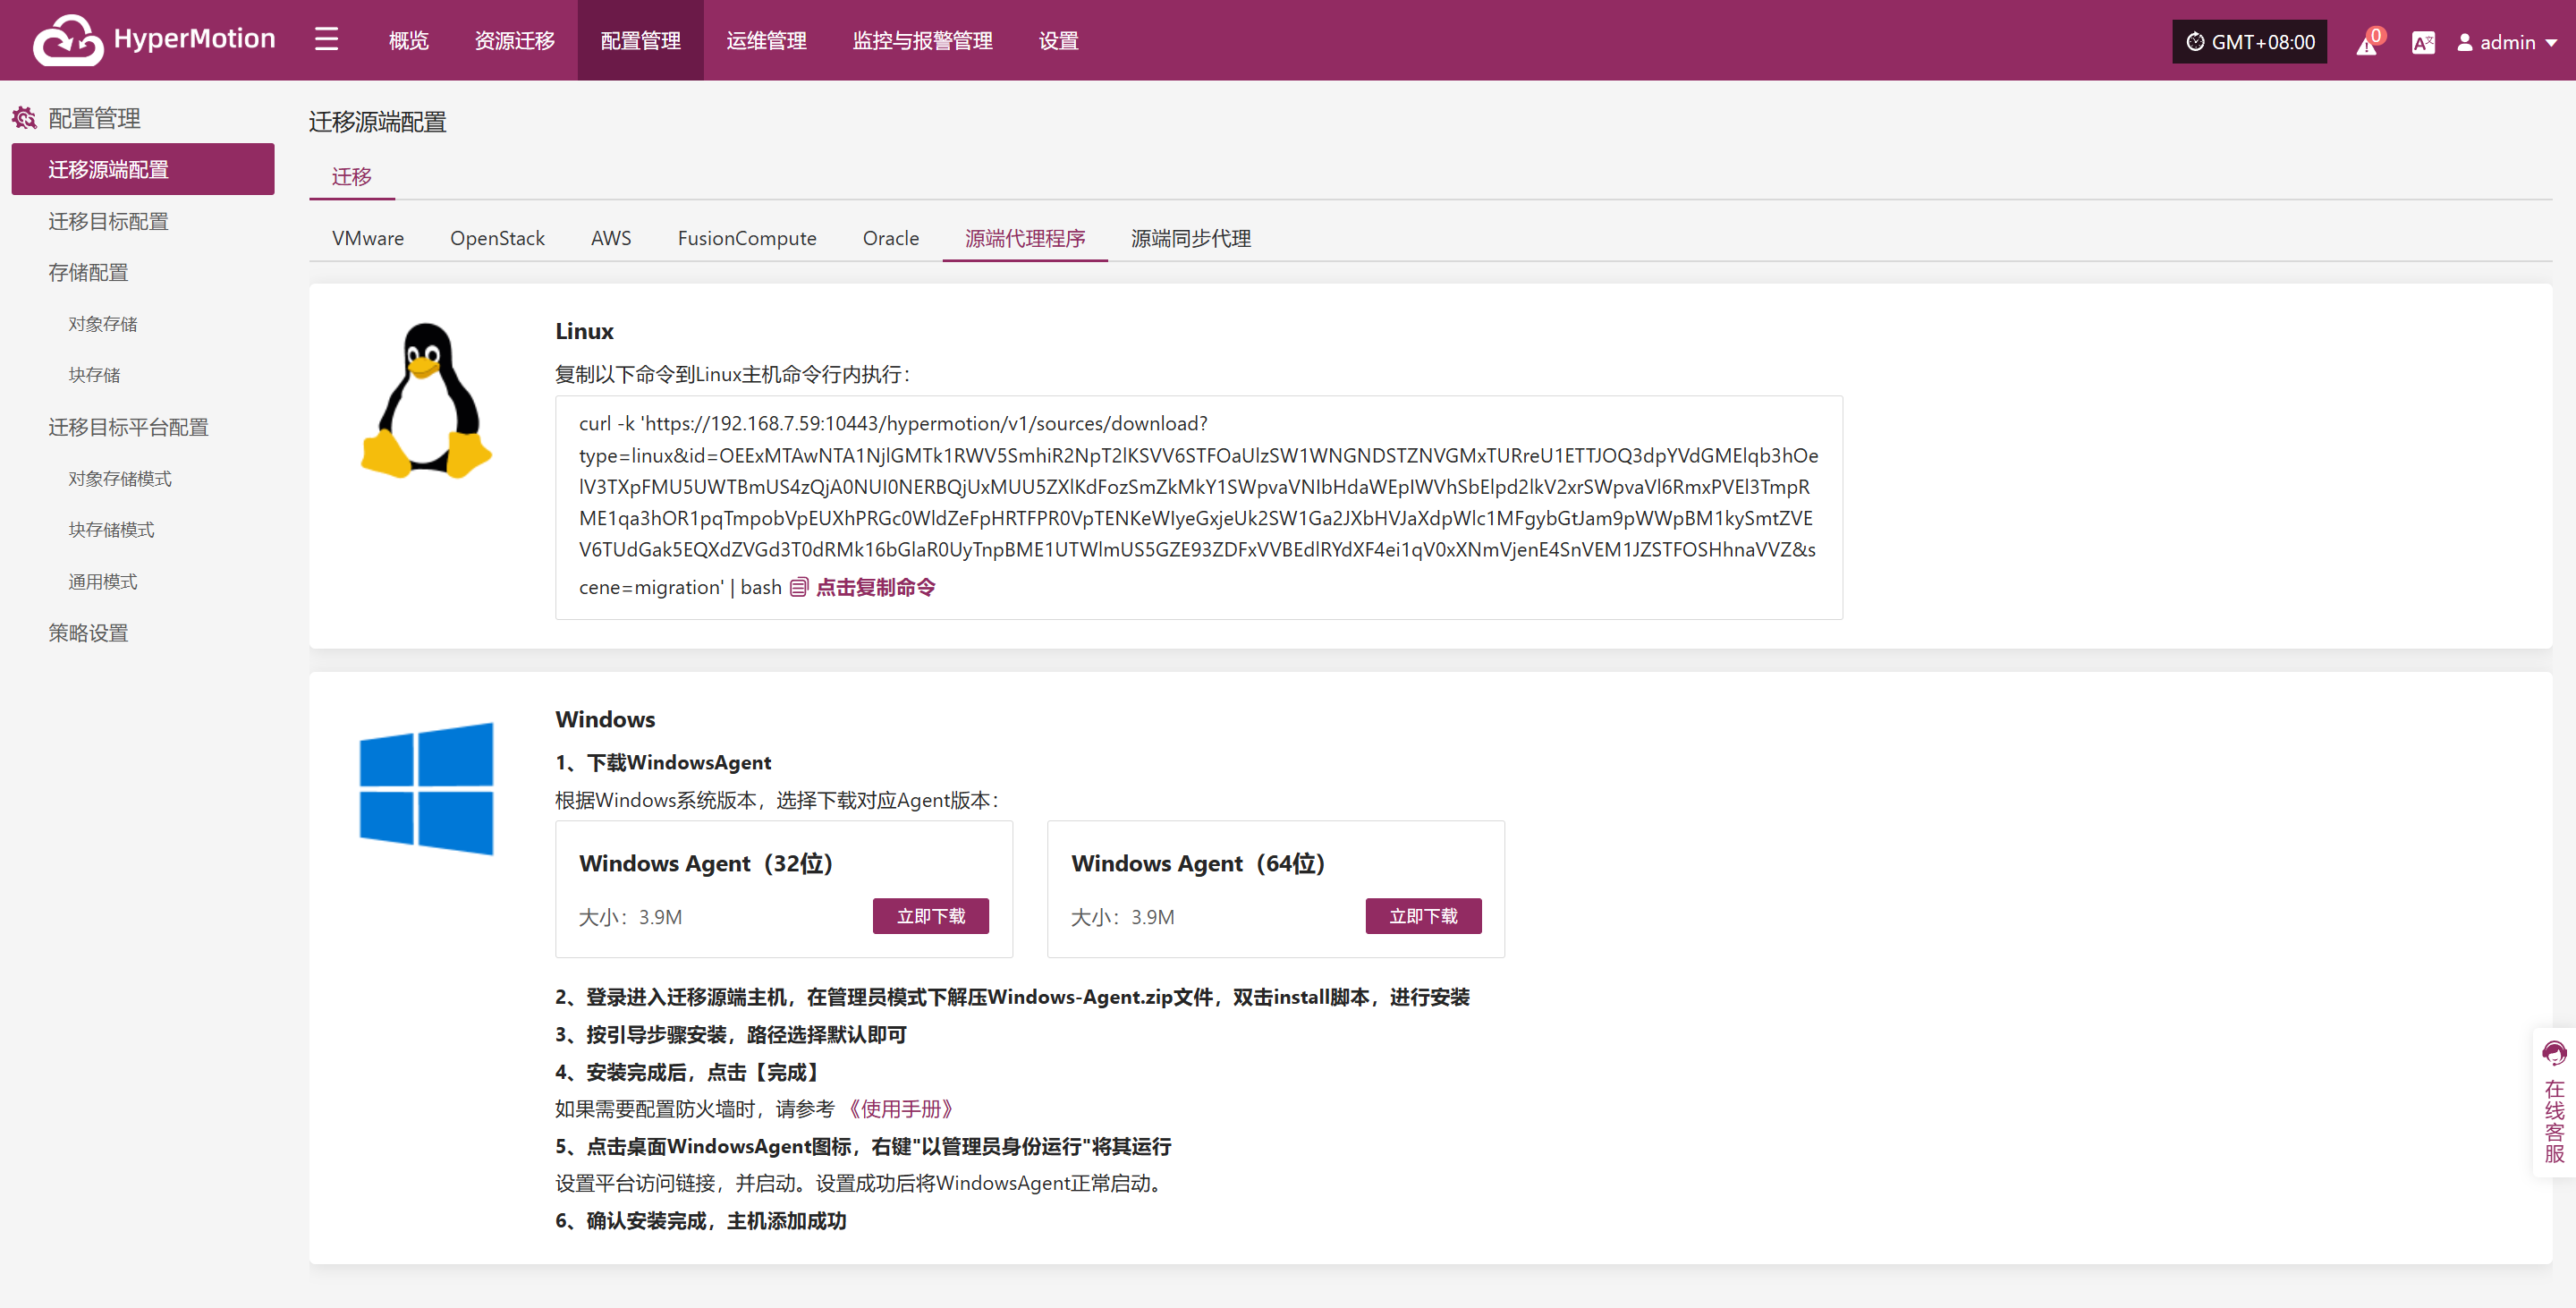 HyperMotion
概览
资源迁移
配置管理
运维管理
监控与报警管理
设置
GMT+08:00
0
admin
配置管理
迁移源端配置
迁移目标配置
存储配置
对象存储
块存储
迁移目标平台配置
对象存储模式
块存储模式
通用模式
策略设置
迁移源端配置
迁移
VMware
OpenStack
AWS
FusionCompute
Oracle
源端代理程序
源端同步代理
Linux
复制以下命令到Linux主机命令行内执行：
curl -k 'https://192.168.7.59:10443/hypermotion/v1/sources/download?
type=linux&id=OEExMTAwNTA1NjlGMTk1RWV5SmhiR2NpT2lKSVV6STFOaUlzSW1WNGNDSTZNVGMxTURreU1ETTJOQ3dpYVdGMElqb3hOe
lV3TXpFMU5UWTBmUS4zQjA0NUI0NERBQjUxMUU5ZXlKdFozSmZkMkY1SWpvaVNIbHdaWEpIWVhSbElpd2lkV2xrSWpvaVl6RmxPVEl3TmpR
ME1qa3hOR1pqTmpobVpEUXhPRGc0WldZeFpHRTFPR0VpTENKeWIyeGxjeUk2SW1Ga2JXbHVJaXdpWlc1MFgybGtJam9pWWpBM1kySmtZVE
V6TUdGak5EQXdZVGd3T0dRMk16bGlaR0UyTnpBME1UTWlmUS5GZE93ZDFxVVBEdlRYdXF4ei1qV0xXNmVjenE4SnVEM1JZSTFOSHhnaVVZ&s
cene=migration' | bash 点击复制命令
Windows
1、下载WindowsAgent
根据Windows系统版本，选择下载对应Agent版本：
Windows Agent（32位）
大小：3.9M
立即下载
Windows Agent（64位）
大小：3.9M
立即下载
2、登录进入迁移源端主机，在管理员模式下解压Windows-Agent.zip文件，双击install脚本，进行安装
3、按引导步骤安装，路径选择默认即可
4、安装完成后，点击【完成】
如果需要配置防火墙时，请参考 《使用手册》
5、点击桌面WindowsAgent图标，右键"以管理员身份运行"将其运行
设置平台访问链接，并启动。设置成功后将WindowsAgent正常启动。
6、确认安装完成，主机添加成功
在线客服